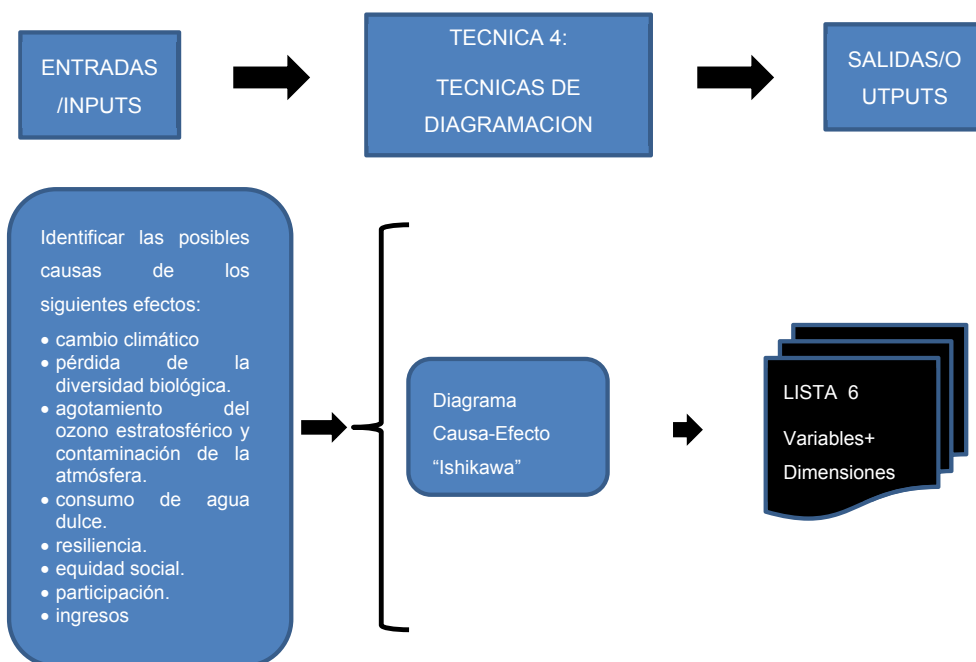 ENTRADAS
/INPUTS
TECNICA 4:
TECNICAS DE
DIAGRAMACION
SALIDAS/O
UTPUTS
Identificar las posibles
causas de los
siguientes efectos:
• cambio climático
• pérdida de la
diversidad biológica.
• agotamiento del
ozono estratosférico y
contaminación de la
atmósfera.
• consumo de agua
dulce.
• resiliencia.
• equidad social.
• participación.
• ingresos
Diagrama
Causa-Efecto
“Ishikawa”
LISTA 6
Variables+
Dimensiones